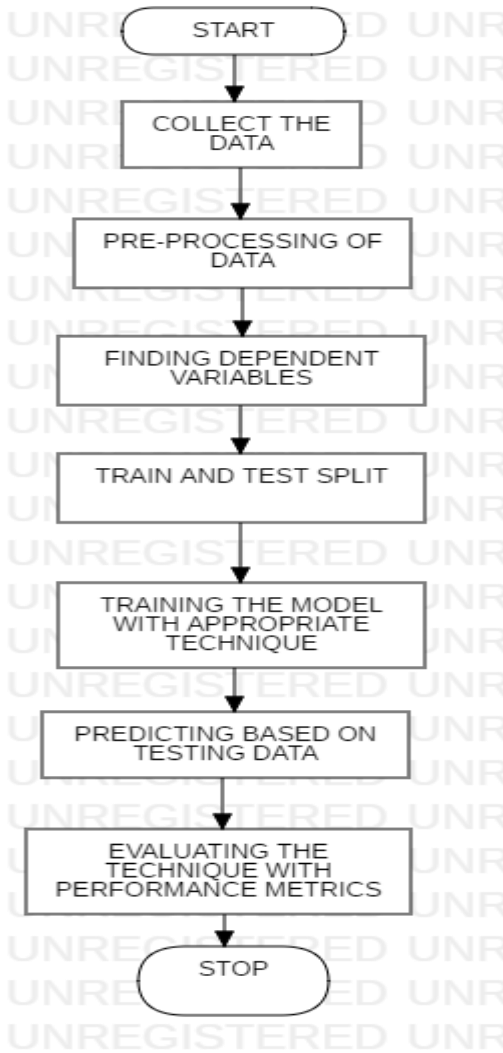 START
COLLECT THE
DATA
PRE-PROCESSING OF
DATA
FINDING DEPENDENT
VARIABLES
TRAIN AND TEST SPLIT
TRAINING THE MODEL
WITH APPROPRIATE
TECHNIQUE
PREDICTING BASED ON
TESTING DATA
EVALUATING THE
TECHNIQUE WITH
PERFORMANCE METRICS
STOP
UNREGISTERED